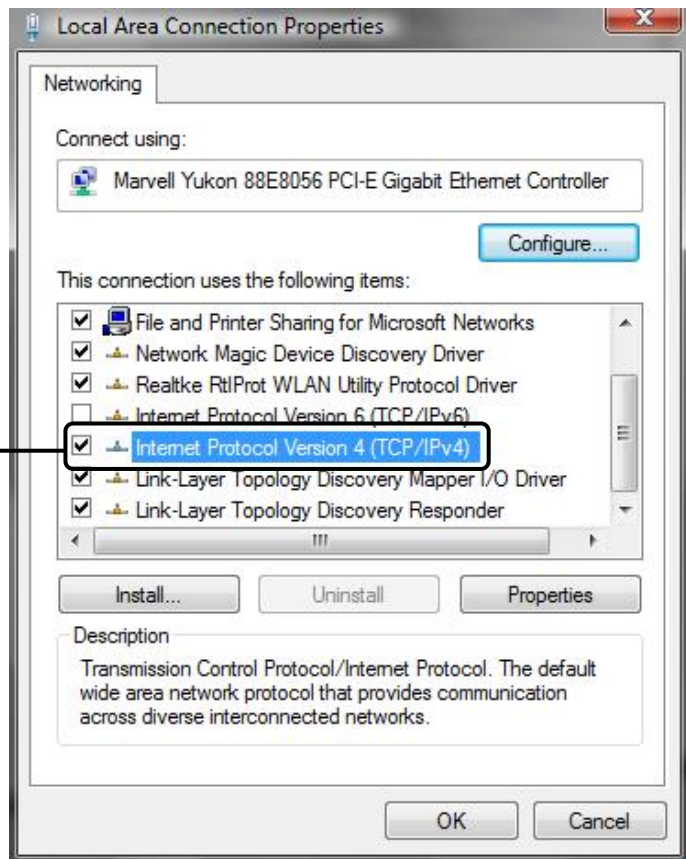 Local Area Connection Properties
Networking
Connect using:
Marvell Yukon 88E8056 PCI-E Gigabit Ethernet Controller
Configure...
This connection uses the following items:
File and Printer Sharing for Microsoft Networks
Network Magic Device Discovery Driver
Realtke RtlProt WLAN Utility Protocol Driver
Internet Protocol Version 6 (TCP/IPv6)
Internet Protocol Version 4 (TCP/IPv4)
Link-Layer Topology Discovery Mapper I/O Driver
Link-Layer Topology Discovery Responder
Install... Uninstall Properties
Description
Transmission Control Protocol/Internet Protocol. The default
wide area network protocol that provides communication
across diverse interconnected networks.
OK Cancel